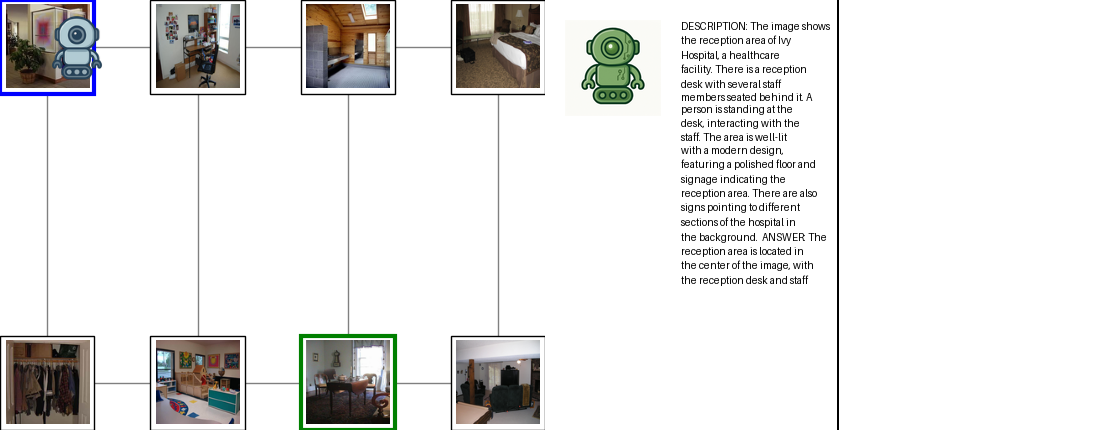 DESCRIPTION: The image shows
the reception area of Ivy
Hospital, a healthcare
facility. There is a reception
desk with several staff
members seated behind it. A
person is standing at the
desk, interacting with the
staff. The area is well-lit
with a modern design,
featuring a polished floor and
signage indicating the
reception area. There are also
signs pointing to different
sections of the hospital in
the background. ANSWER: The
reception area is located in
the center of the image, with
the reception desk and staff